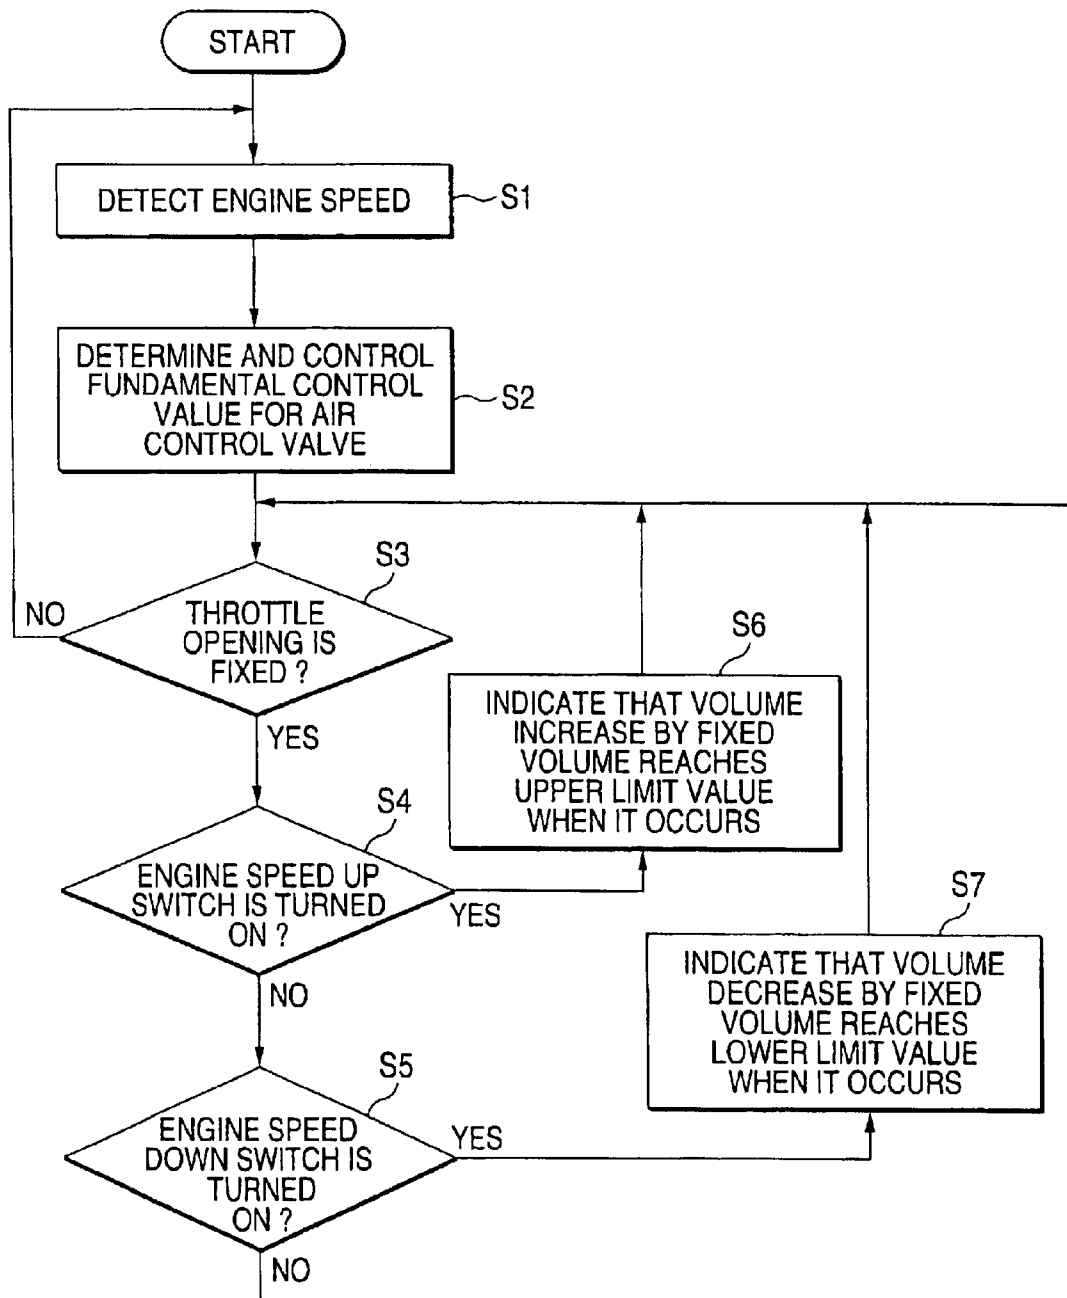 START
DETECT ENGINE SPEED
S1
DETERMINE AND CONTROL
FUNDAMENTAL CONTROL
VALUE FOR AIR
CONTROL VALVE
S2
S3
NO
THROTTLE
OPENING IS
FIXED ?
YES
S6
INDICATE THAT VOLUME
INCREASE BY FIXED
VOLUME REACHES
UPPER LIMIT VALUE
WHEN IT OCCURS
S4
ENGINE SPEED UP
SWITCH IS TURNED
ON ?
YES
NO
S7
INDICATE THAT VOLUME
DECREASE BY FIXED
VOLUME REACHES
LOWER LIMIT VALUE
WHEN IT OCCURS
S5
ENGINE SPEED
DOWN SWITCH IS
TURNED
ON ?
YES
NO